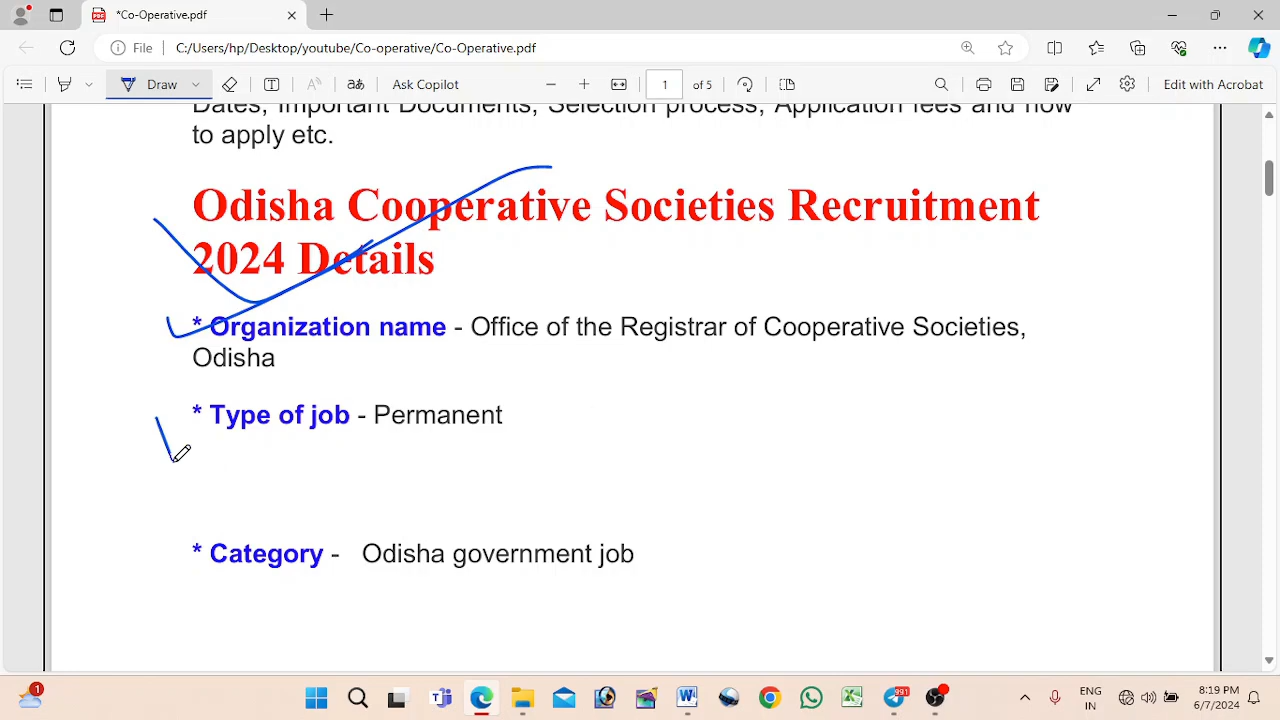 *Co-Operative.pdf
File
C:/Users/hp/Desktop/youtube/Co-operative/Co-Operative.pdf
Draw
Ask Copilot
1 of 5
Edit with Acrobat
Dates, Important Documents, Selection process, Application fees and how
to apply etc.
Odisha Cooperative Societies Recruitment
2024 Details
* Organization name - Office of the Registrar of Cooperative Societies,
Odisha
* Type of job - Permanent
* Category - Odisha government job
1
991
ENG
IN
8:19 PM
6/7/2024